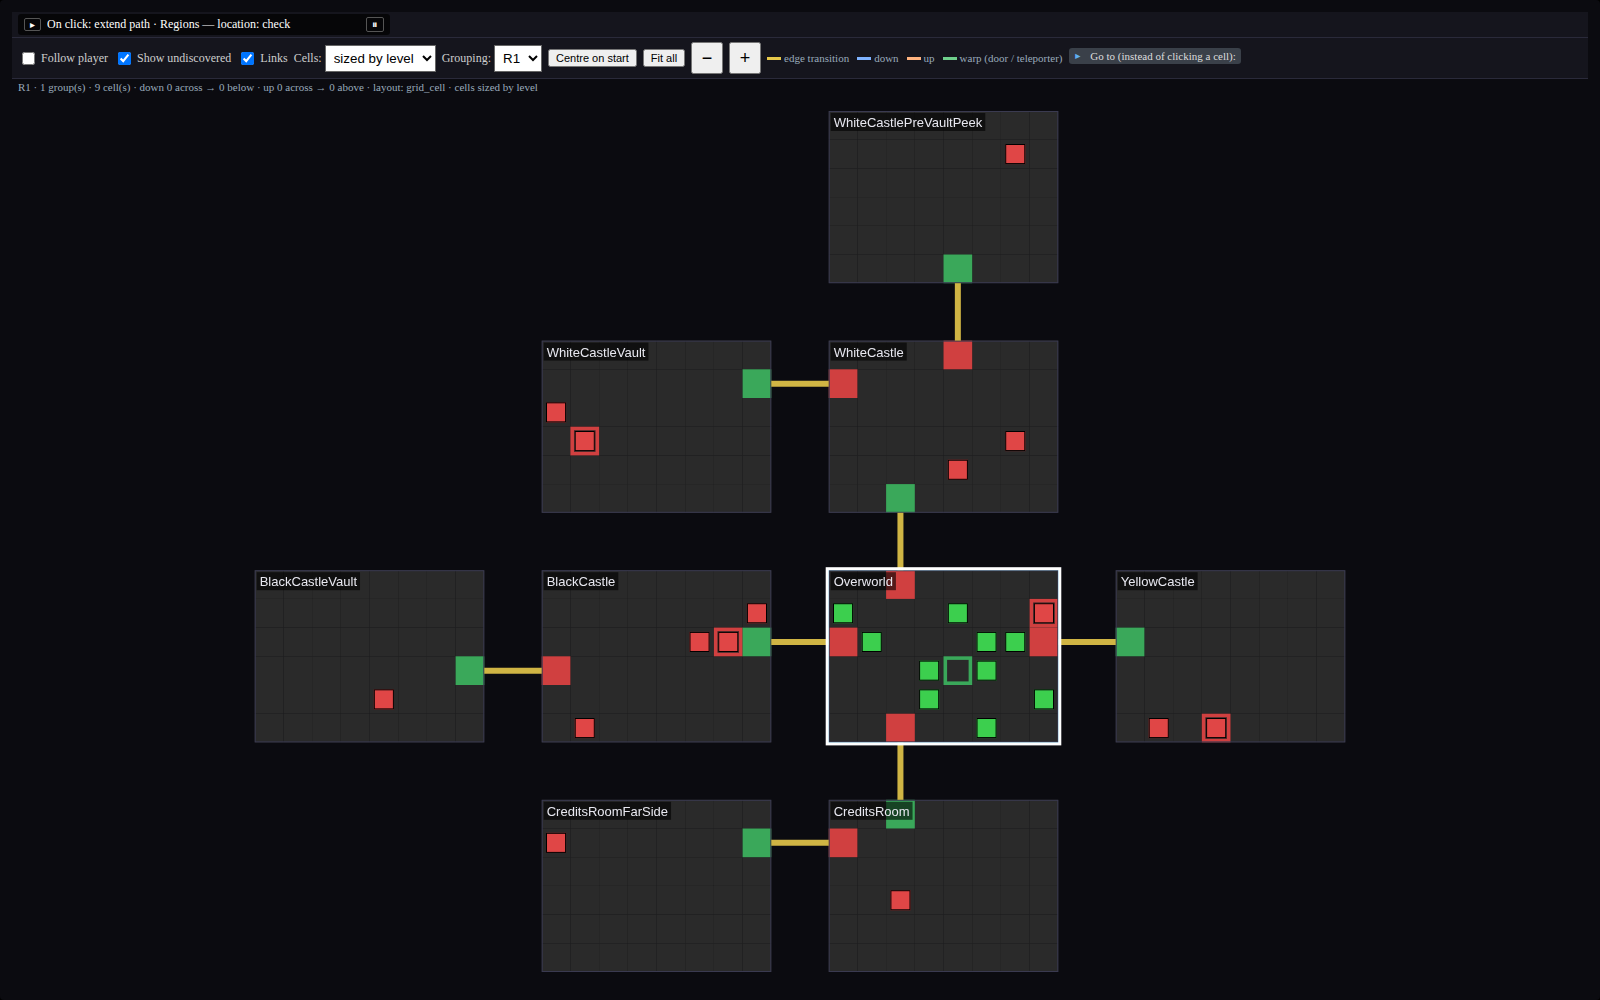 On click: extend path · Regions — location: check
Follow player Show undiscovered Links Cells: sized by level Grouping: R1 Centre on start Fit all − + edge transition down up warp (door / teleporter) Go to (instead of clicking a cell):
R1 · 1 group(s) · 9 cell(s) · down 0 across → 0 below · up 0 across → 0 above · layout: grid_cell · cells sized by level
WhiteCastlePreVaultPeek
WhiteCastleVault WhiteCastle
BlackCastleVault BlackCastle Overworld YellowCastle
CreditsRoomFarSide CreditsRoom